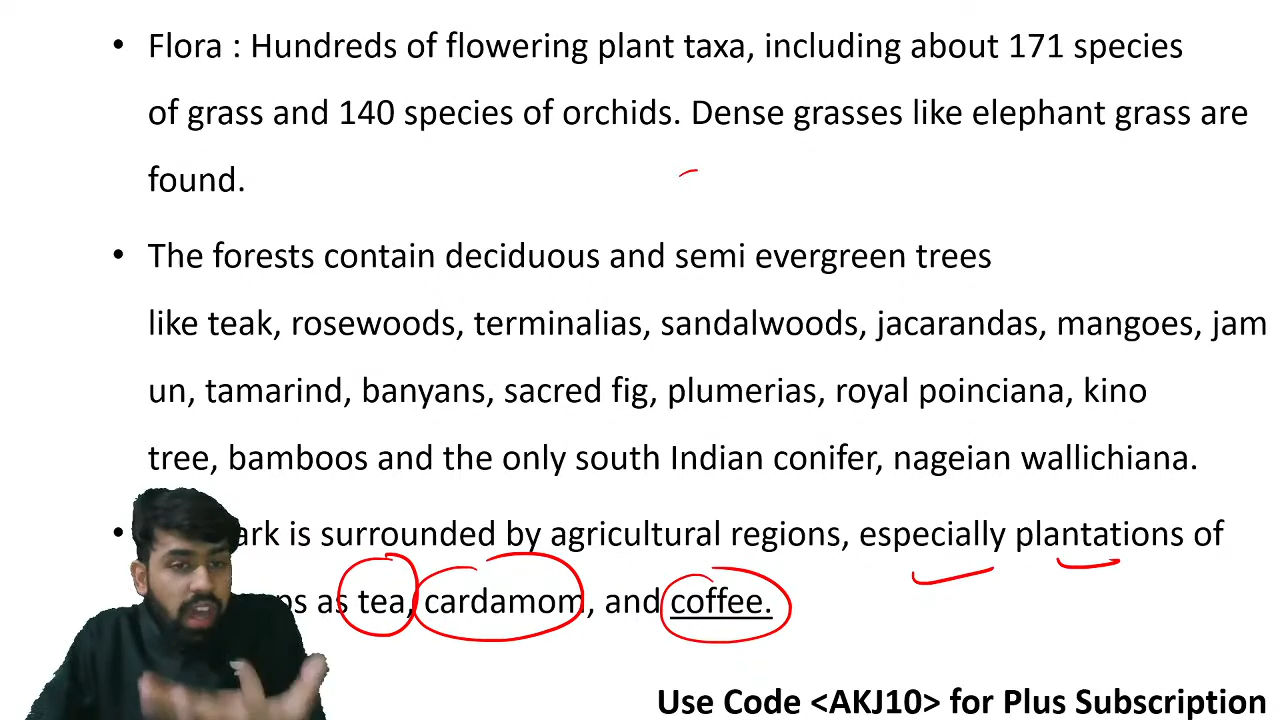 • Flora : Hundreds of flowering plant taxa, including about 171 species
of grass and 140 species of orchids. Dense grasses like elephant grass are
found.
• The forests contain deciduous and semi evergreen trees
like teak, rosewoods, terminalias, sandalwoods, jacarandas, mangoes, jam
un, tamarind, banyans, sacred fig, plumerias, royal poinciana, kino
tree, bamboos and the only south Indian conifer, nageian wallichiana.
• is surrounded by agricultural regions, especially plantations of
as tea, cardamom, and coffee.
Use Code <AKJ10> for Plus Subscription